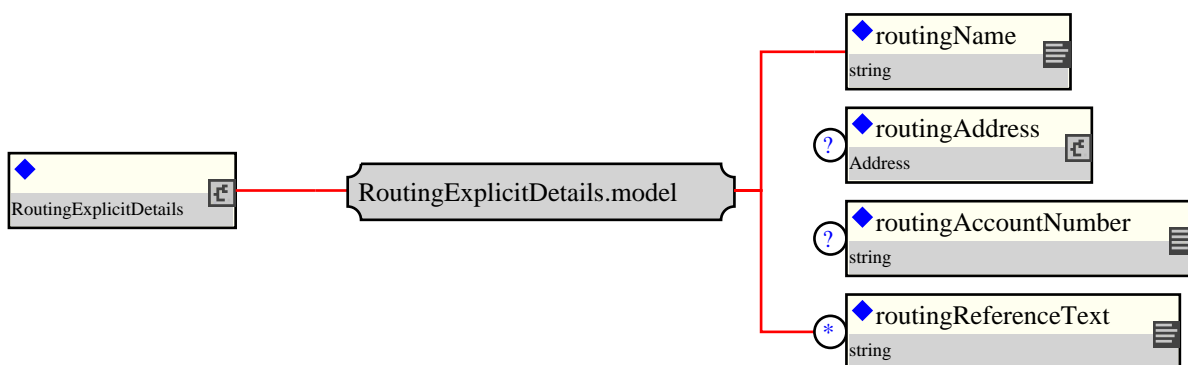 routingName
string
?
routingAddress
Address
RoutingExplicitDetails
RoutingExplicitDetails.model
?
routingAccountNumber
string
*
routingReferenceText
string